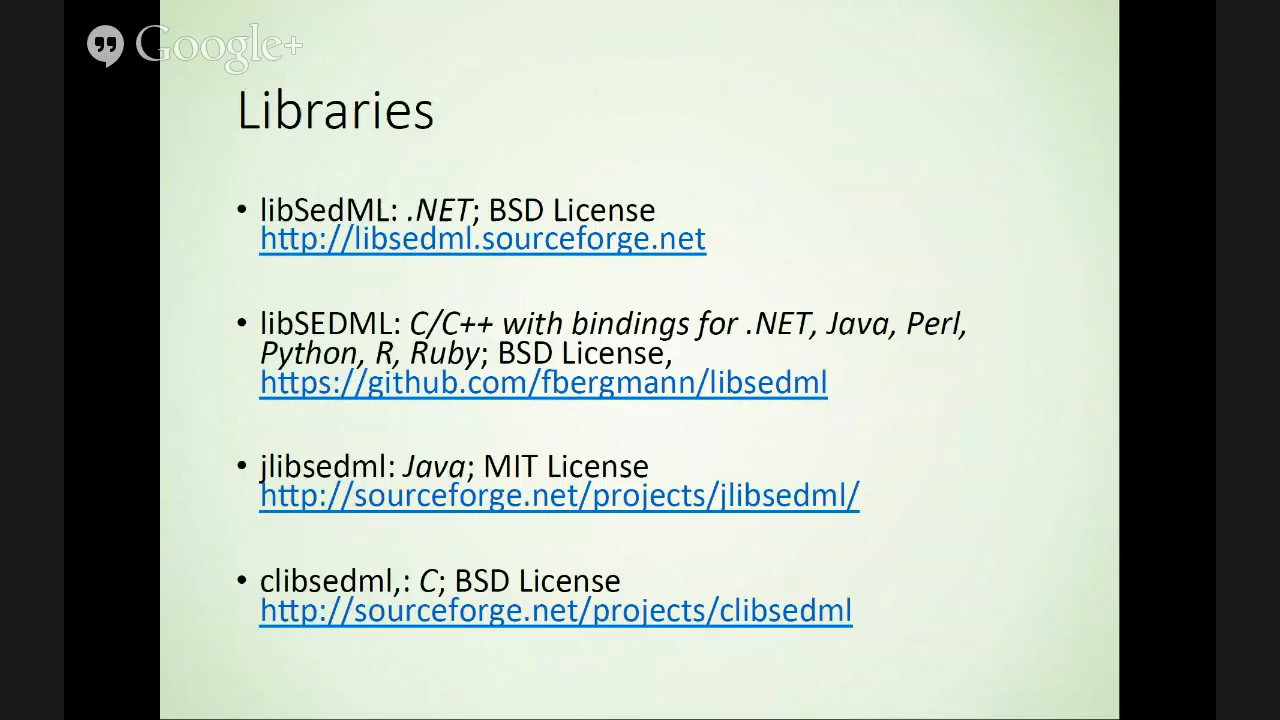 Google+
Libraries
• libSedML: .NET; BSD License
http://libsedml.sourceforge.net
• libSEDML: C/C++ with bindings for .NET, Java, Perl,
Python, R, Ruby; BSD License,
https://github.com/fbergmann/libsedml
• jlibsedml: Java; MIT License
http://sourceforge.net/projects/jlibsedml/
• clibsedml,: C; BSD License
http://sourceforge.net/projects/clibsedml